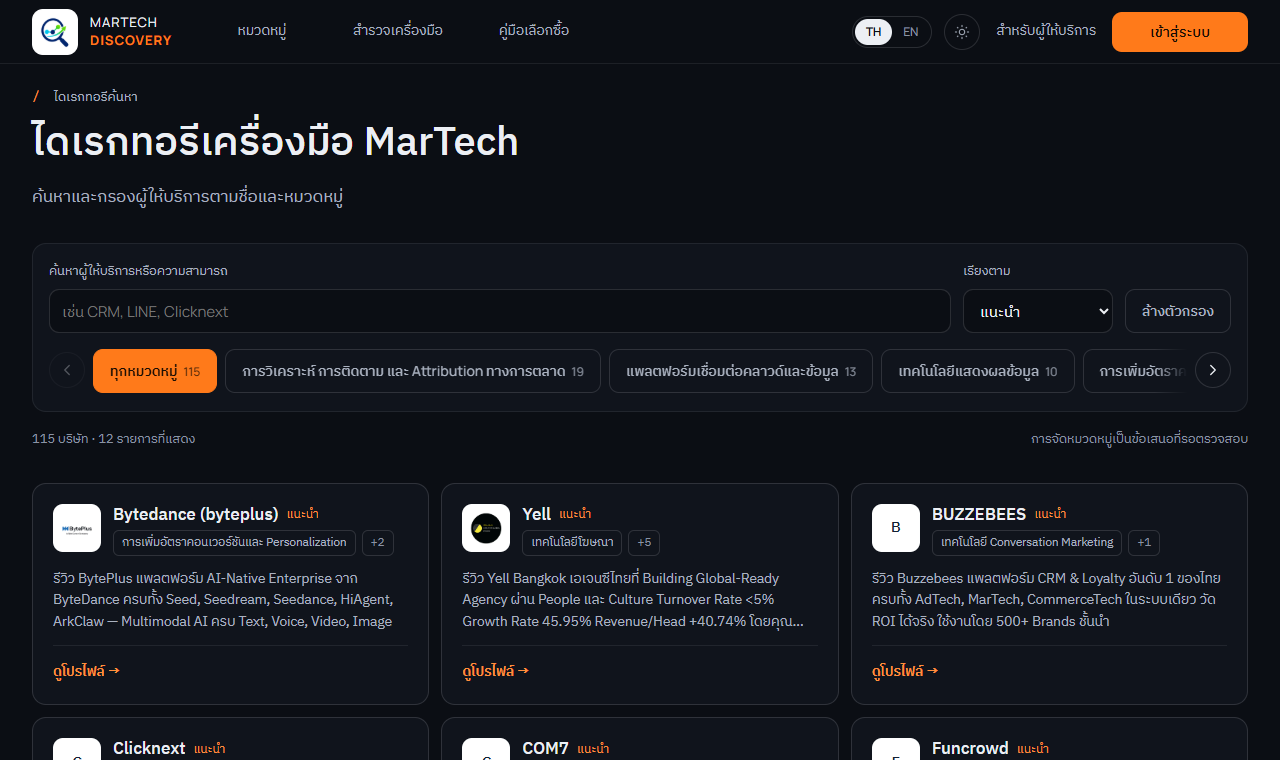 MARTECH
DISCOVERY
หมวดหมู่
สำรวจเครื่องมือ
คู่มือเลือกซื้อ
TH
EN
สำหรับผู้ให้บริการ
เข้าสู่ระบบ
/ ไดเรกทอรีค้นหา
ไดเรกทอรีเครื่องมือ MarTech
ค้นหาและกรองผู้ให้บริการตามชื่อและหมวดหมู่
ค้นหาผู้ให้บริการหรือความสามารถ
เรียงตาม
เช่น CRM, LINE, Clicknext
แนะนำ
ล้างตัวกรอง
ทุกหมวดหมู่ 115
การวิเคราะห์ การติดตาม และ Attribution ทางการตลาด 19
แพลตฟอร์มเชื่อมต่อคลาวด์และข้อมูล 13
เทคโนโลยีแสดงผลข้อมูล 10
การเพิ่มอัตราค
115 บริษัท · 12 รายการที่แสดง
การจัดหมวดหมู่เป็นข้อเสนอที่รอตรวจสอบ
BytePlus
Bytedance (byteplus) แนะนำ
การเพิ่มอัตราคอนเวอร์ชันและ Personalization
+2
รีวิว BytePlus แพลตฟอร์ม AI-Native Enterprise จาก
ByteDance ครบทั้ง Seed, Seedream, Seedance, HiAgent,
ArkClaw — Multimodal AI ครบ Text, Voice, Video, Image
ดูโปรไฟล์ →
Yell แนะนำ
เทคโนโลยีโฆษณา
+5
รีวิว Yell Bangkok เอเจนซีไทยที่ Building Global-Ready
Agency ผ่าน People และ Culture Turnover Rate <5%
Growth Rate 45.95% Revenue/Head +40.74% โดยคุณ...
ดูโปรไฟล์ →
B
BUZZEBEES แนะนำ
เทคโนโลยี Conversation Marketing
+1
รีวิว Buzzebees แพลตฟอร์ม CRM & Loyalty อันดับ 1 ของไทย
ครบทั้ง AdTech, MarTech, CommerceTech ในระบบเดียว วัด
ROI ได้จริง ใช้งานโดย 500+ Brands ชั้นนำ
ดูโปรไฟล์ →
Clicknext แนะนำ
COM7 แนะนำ
Funcrowd แนะนำ